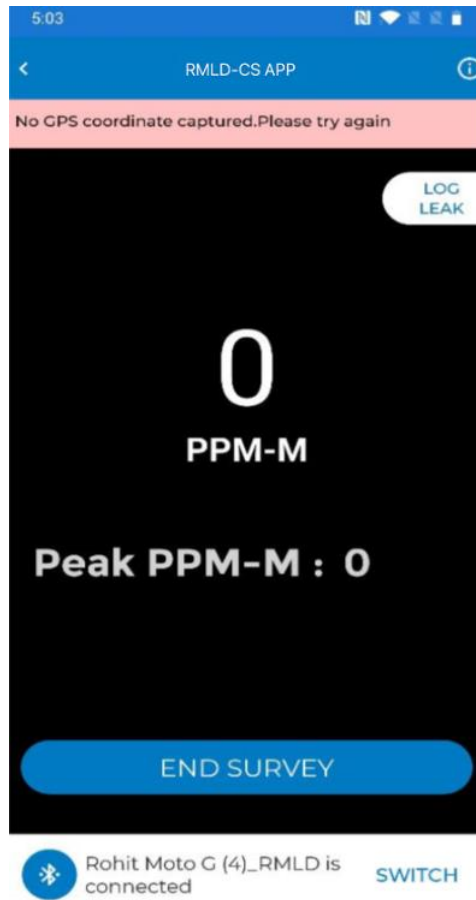 5:03
RMLD-CS APP
No GPS coordinate captured.Please try again
LOG
LEAK
0
PPM-M
Peak PPM-M : 0
END SURVEY
Rohit Moto G (4)_RMLD is
connected
SWITCH